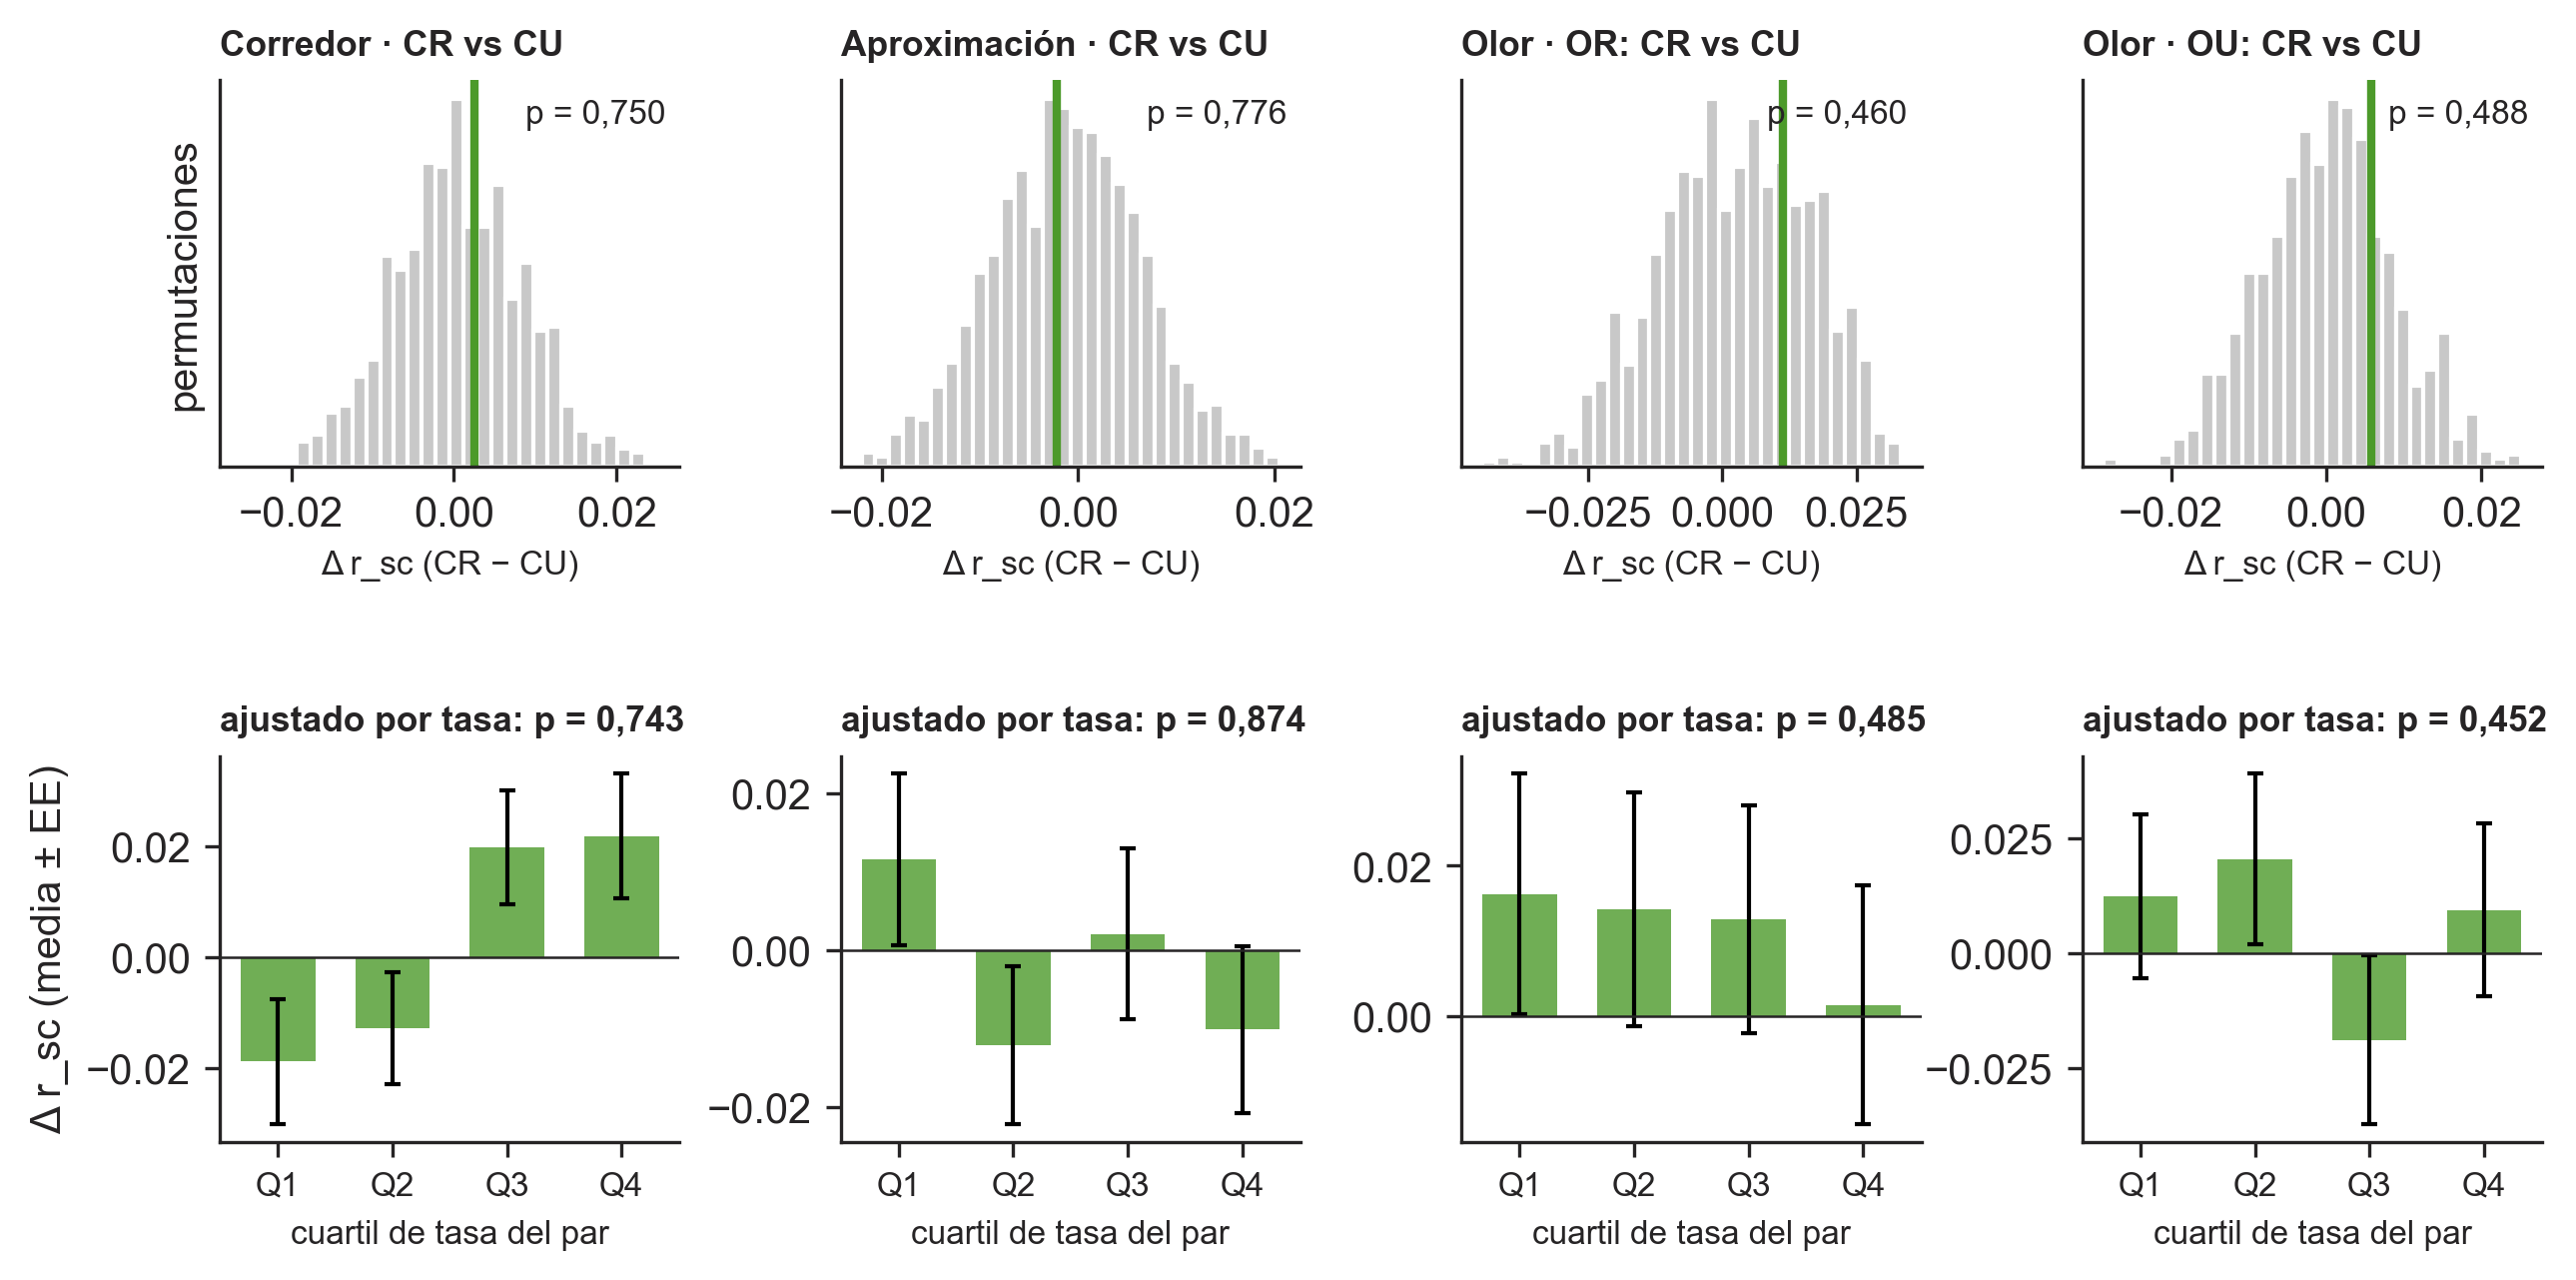 Corredor · CR vs CU
p = 0,750
permutaciones
−0.02 0.00 0.02
Δ r_sc (CR − CU)
Aproximación · CR vs CU
p = 0,776
−0.02 0.00 0.02
Δ r_sc (CR − CU)
Olor · OR: CR vs CU
p = 0,460
−0.025 0.000 0.025
Δ r_sc (CR − CU)
Olor · OU: CR vs CU
p = 0,488
−0.02 0.00 0.02
Δ r_sc (CR − CU)
ajustado por tasa: p = 0,743
Δ r_sc (media ± EE)
0.02
0.00
−0.02
Q1 Q2 Q3 Q4
cuartil de tasa del par
ajustado por tasa: p = 0,874
0.02
0.00
−0.02
Q1 Q2 Q3 Q4
cuartil de tasa del par
ajustado por tasa: p = 0,485
0.02
0.00
Q1 Q2 Q3 Q4
cuartil de tasa del par
ajustado por tasa: p = 0,452
0.025
0.000
−0.025
Q1 Q2 Q3 Q4
cuartil de tasa del par